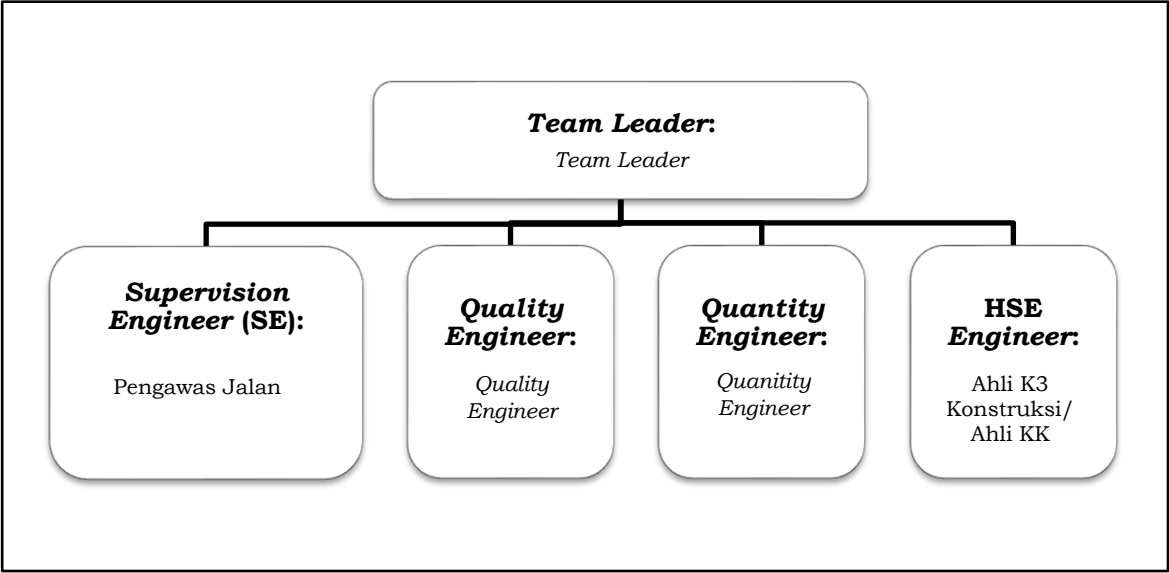 Team Leader:
Team Leader
Supervision
Engineer (SE):
Pengawas Jalan
Quality
Engineer:
Quality
Engineer
Quantity
Engineer:
Quanitity
Engineer
HSE
Engineer:
Ahli K3
Konstruksi/
Ahli KK